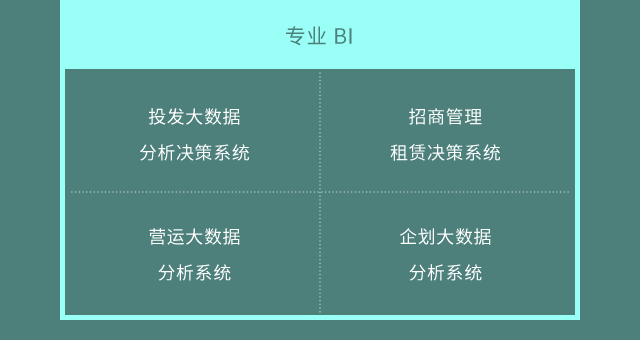 专业 BI
投发大数据
分析决策系统
招商管理
租赁决策系统
营运大数据
分析系统
企划大数据
分析系统